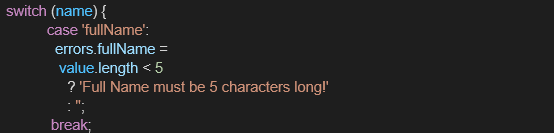 switch (name) {
case 'fullName':
errors.fullName =
value.length < 5
? 'Full Name must be 5 characters long!'
: '';
break;